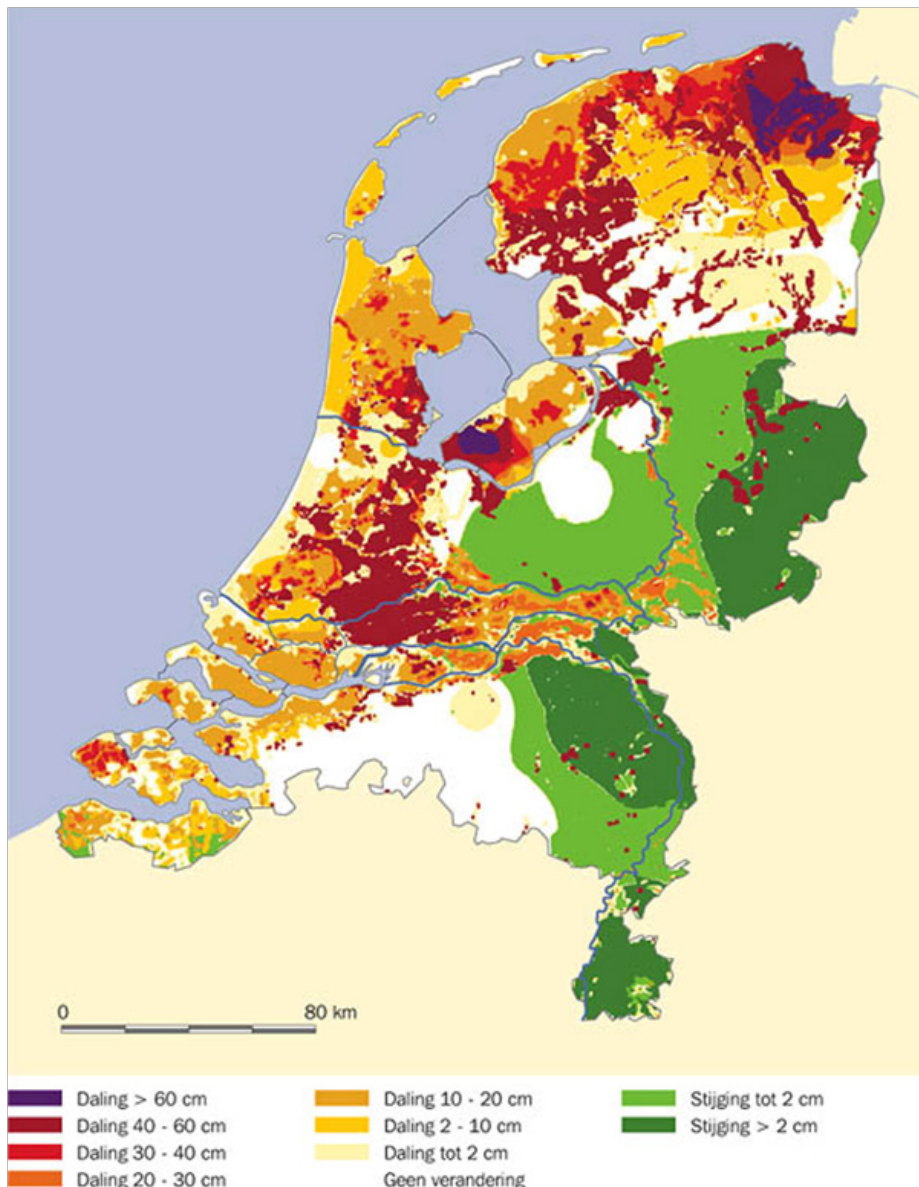 0 80 km
Daling > 60 cm
Daling 40 - 60 cm
Daling 30 - 40 cm
Daling 20 - 30 cm
Daling 10 - 20 cm
Daling 2 - 10 cm
Daling tot 2 cm
Geen verandering
Stijging tot 2 cm
Stijging > 2 cm